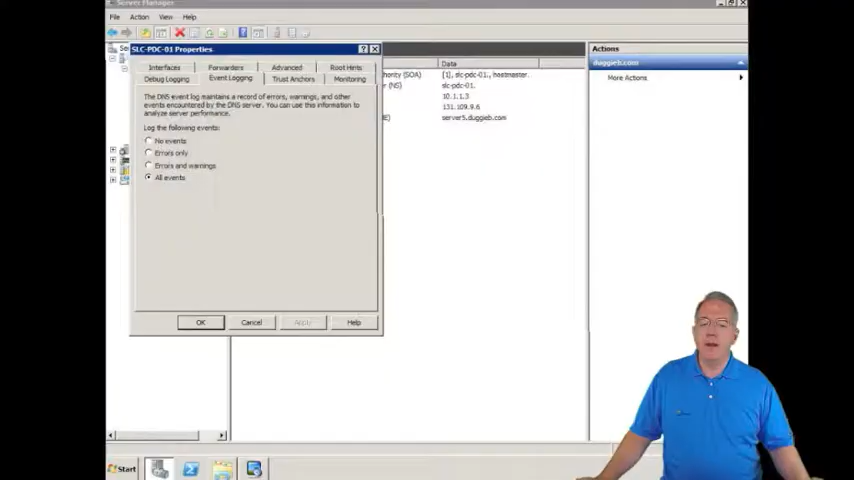 Server Manager
File Action View Help
SLC-PDC-01 Properties
Interfaces Forwarders Advanced Root Hints
Debug Logging Event Logging Trust Anchors Monitoring
The DNS event log maintains a record of errors, warnings, and other
events encountered by the DNS server. You can use this information to
analyze server performance.
Log the following events:
No events
Errors only
Errors and warnings
All events
OK Cancel Apply Help
Data
[1], slc-pdc-01., hostmaster.
slc-pdc-01.
10.1.1.3
131.109.9.6
server5.duggieb.com
Actions
duggieb.com
More Actions
Start